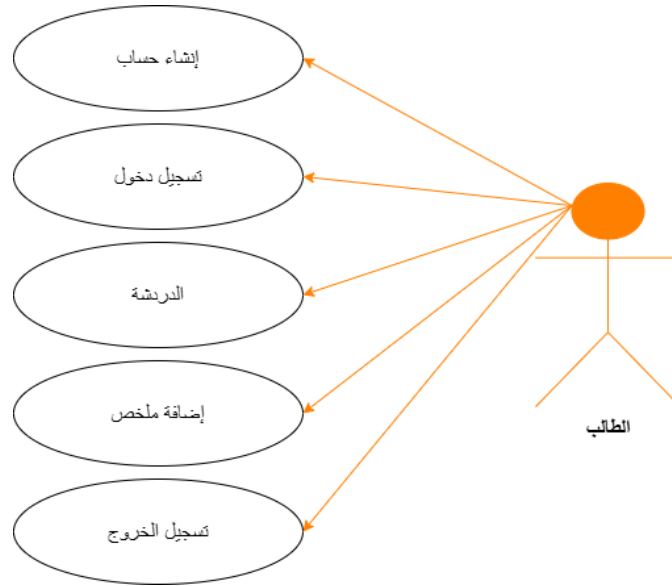 إنشاء حساب
تسجيل دخول
الدردشة
إضافة ملخص
تسجيل الخروج
الطالب